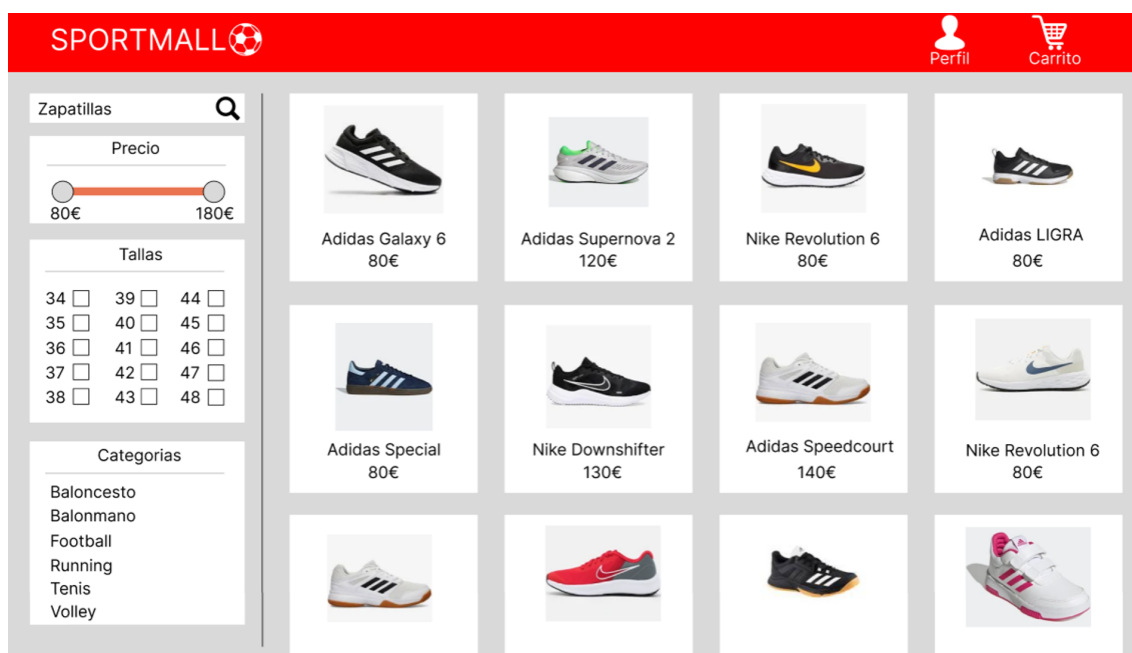 SPORTMALL
Perfil
Carrito
Zapatillas
Precio
80€ 180€
Tallas
34 39 44
35 40 45
36 41 46
37 42 47
38 43 48
Categorias
Baloncesto
Balonmano
Football
Running
Tenis
Volley
Adidas Galaxy 6
80€
Adidas Supernova 2
120€
Nike Revolution 6
80€
Adidas LIGRA
80€
Adidas Special
80€
Nike Downshifter
130€
Adidas Speedcourt
140€
Nike Revolution 6
80€